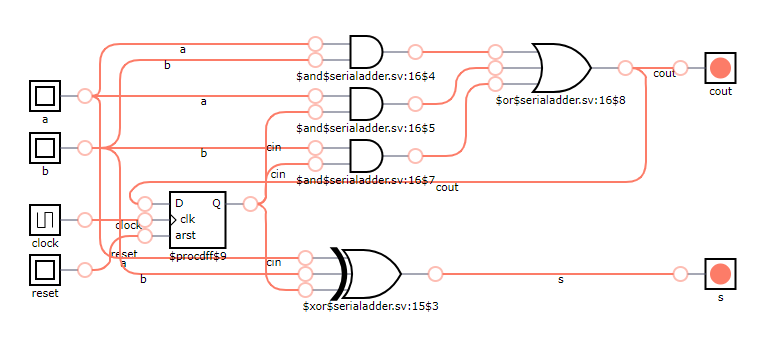 a
b
$and$serialadder.sv:16$4
cout
cout
a
$or$serialadder.sv:16$8
a
$and$serialadder.sv:16$5
b
cin
b
cin
$and$serialadder.sv:16$7
cout
D
Q
clk
clock
arst
clock
reset
$procdff$9
a
cin
b
s
reset
s
$xor$serialadder.sv:15$3